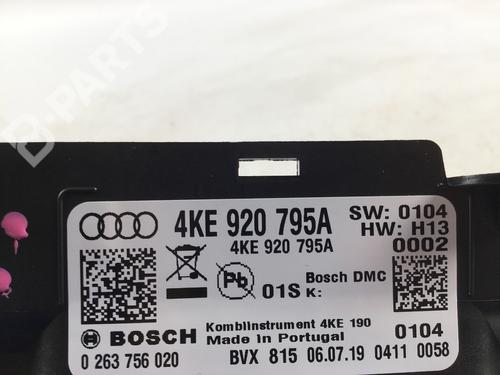 4KE 920 795A
SW: 0104
4KE 920 795A
HW: H13
0002
Pb
01S
Bosch DMC
K:
BOSCH
Kombiinstrument 4KE 190
Made in Portugal
0104
0 263 756 020
BVX 815 06.07.19 0411 0058